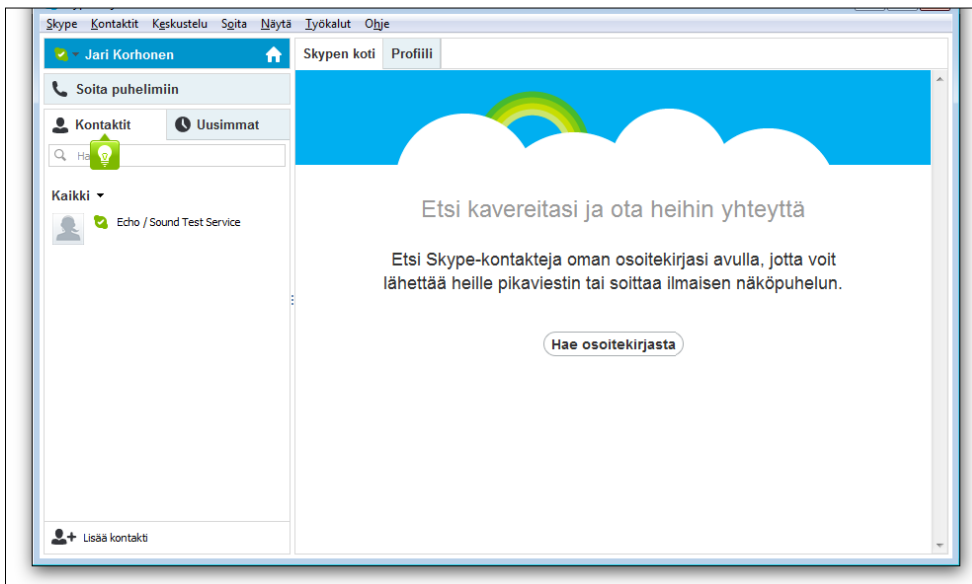 Skype Kontaktit Keskustelu Soita Näytä Työkalut Ohje
Jari Korhonen
Skypen koti Profiili
Soita puhelimiin
Kontaktit Uusimmat
Kaikki
Echo / Sound Test Service
Etsi kavereitasi ja ota heihin yhteyttä
Etsi Skype-kontakteja oman osoitekirjasi avulla, jotta voit
lähettää heille pikaviestin tai soittaa ilmaisen näköpuhelun.
Hae osoitekirjasta
Lisää kontakti